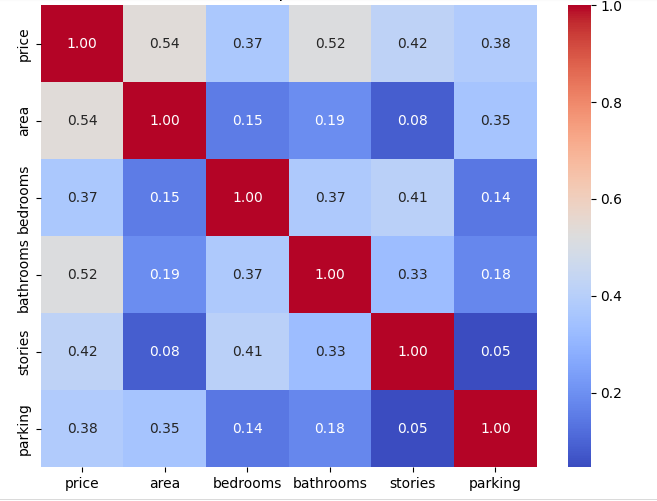 price 1.00 0.54 0.37 0.52 0.42 0.38
area 0.54 1.00 0.15 0.19 0.08 0.35
bedrooms 0.37 0.15 1.00 0.37 0.41 0.14
bathrooms 0.52 0.19 0.37 1.00 0.33 0.18
stories 0.42 0.08 0.41 0.33 1.00 0.05
parking 0.38 0.35 0.14 0.18 0.05 1.00
price area bedrooms bathrooms stories parking
1.0
0.8
0.6
0.4
0.2